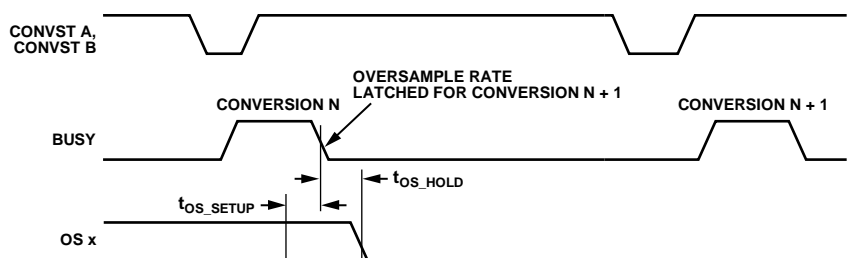 CONVST A,
CONVST B
OVERSAMPLE RATE
LATCHED FOR CONVERSION N + 1
CONVERSION N
CONVERSION N + 1
BUSY
tOS_HOLD
tOS_SETUP
OS x